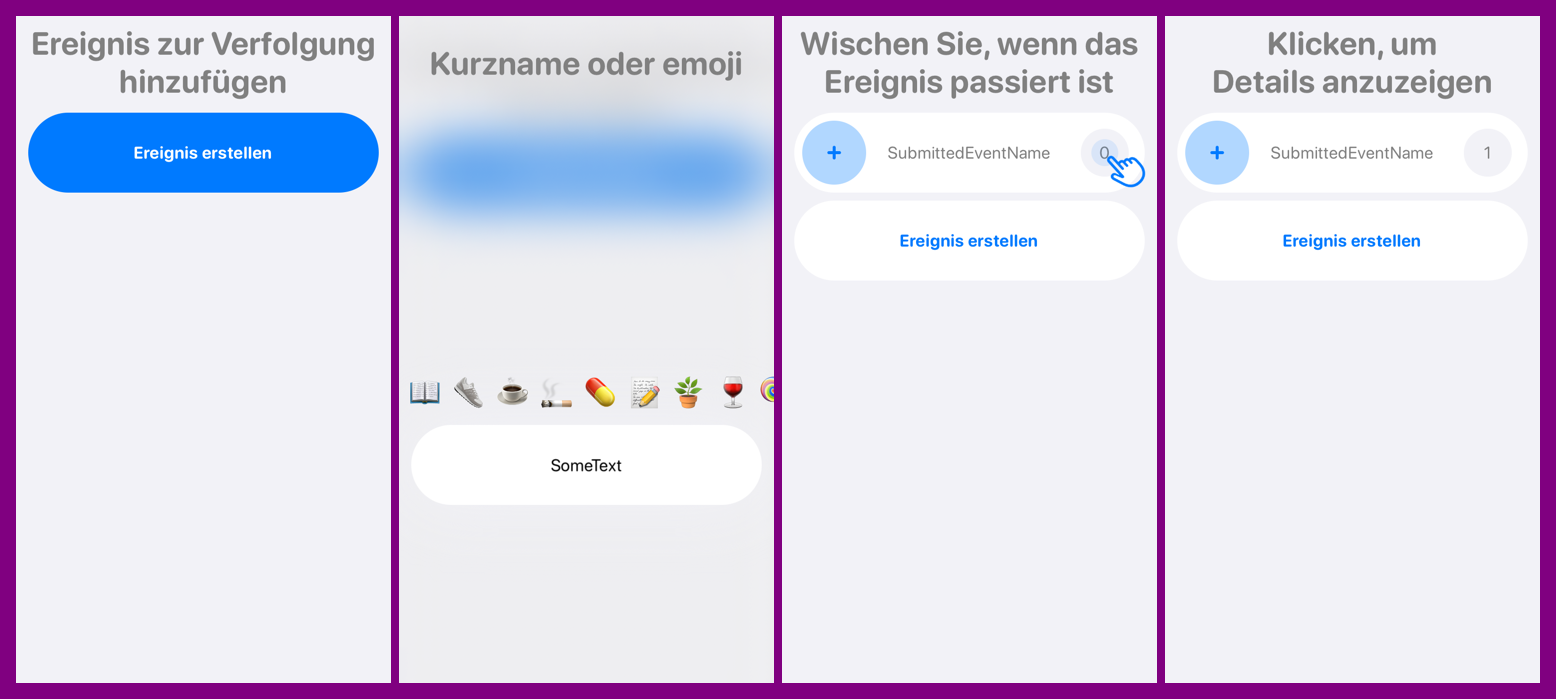 Ereignis zur Verfolgung
hinzufügen
Ereignis erstellen
Kurzname oder emoji
SomeText
Wischen Sie, wenn das
Ereignis passiert ist
+ SubmittedEventName 0
Ereignis erstellen
Klicken, um
Details anzuzeigen
+ SubmittedEventName 1
Ereignis erstellen